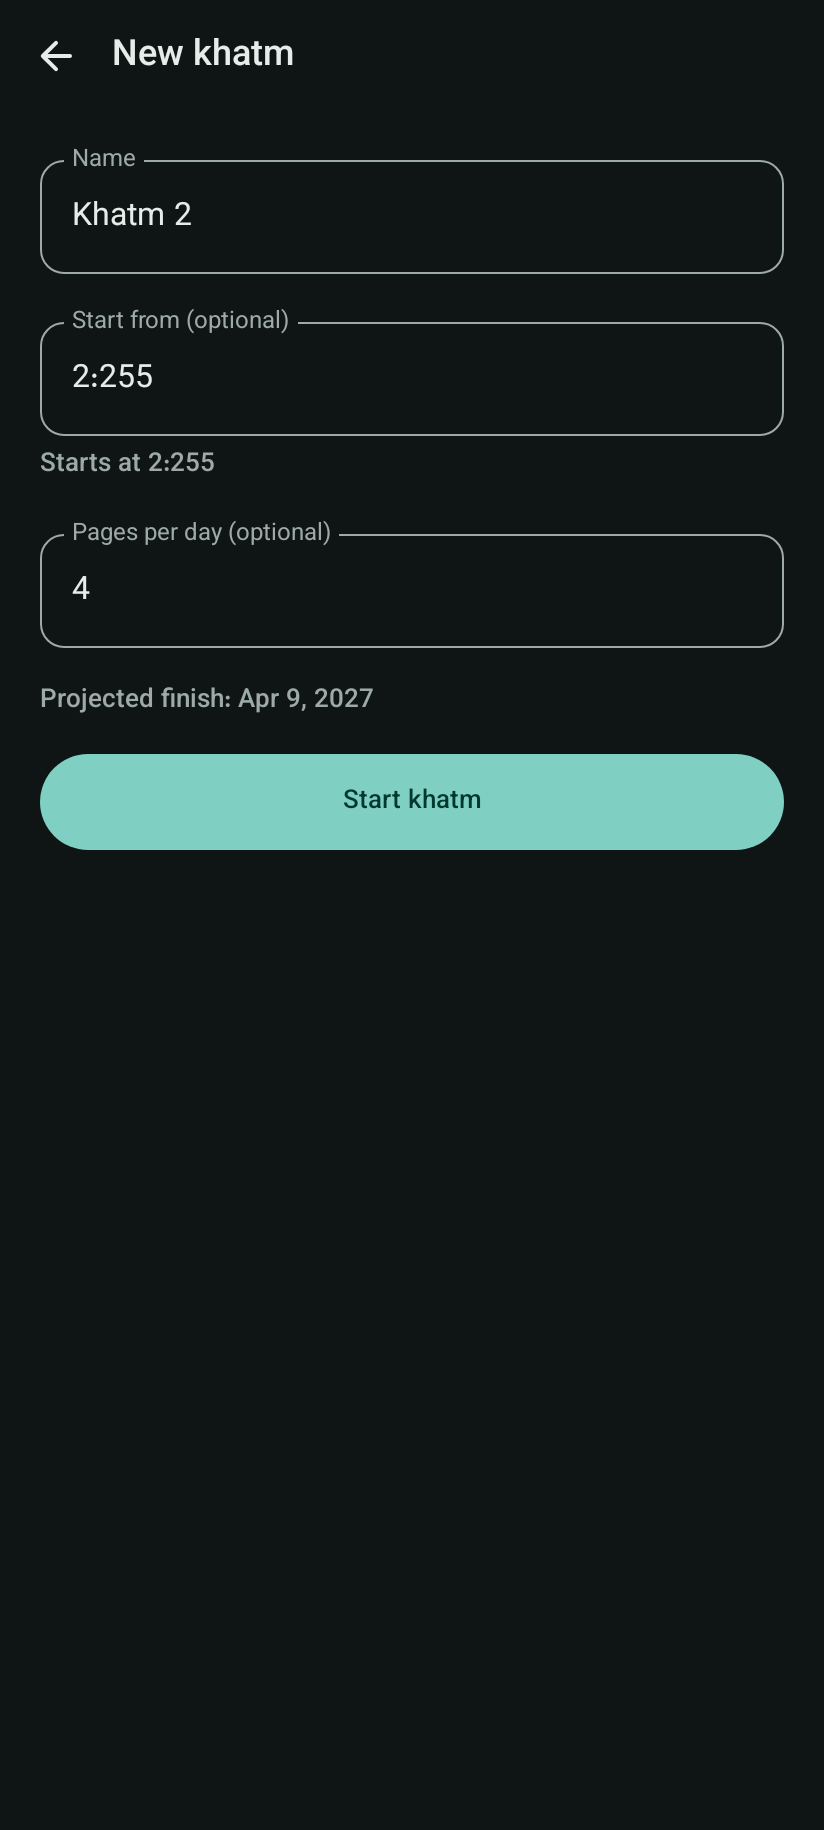 New khatm
Name
Khatm 2
Start from (optional)
2:255
Starts at 2:255
Pages per day (optional)
4
Projected finish: Apr 9, 2027
Start khatm